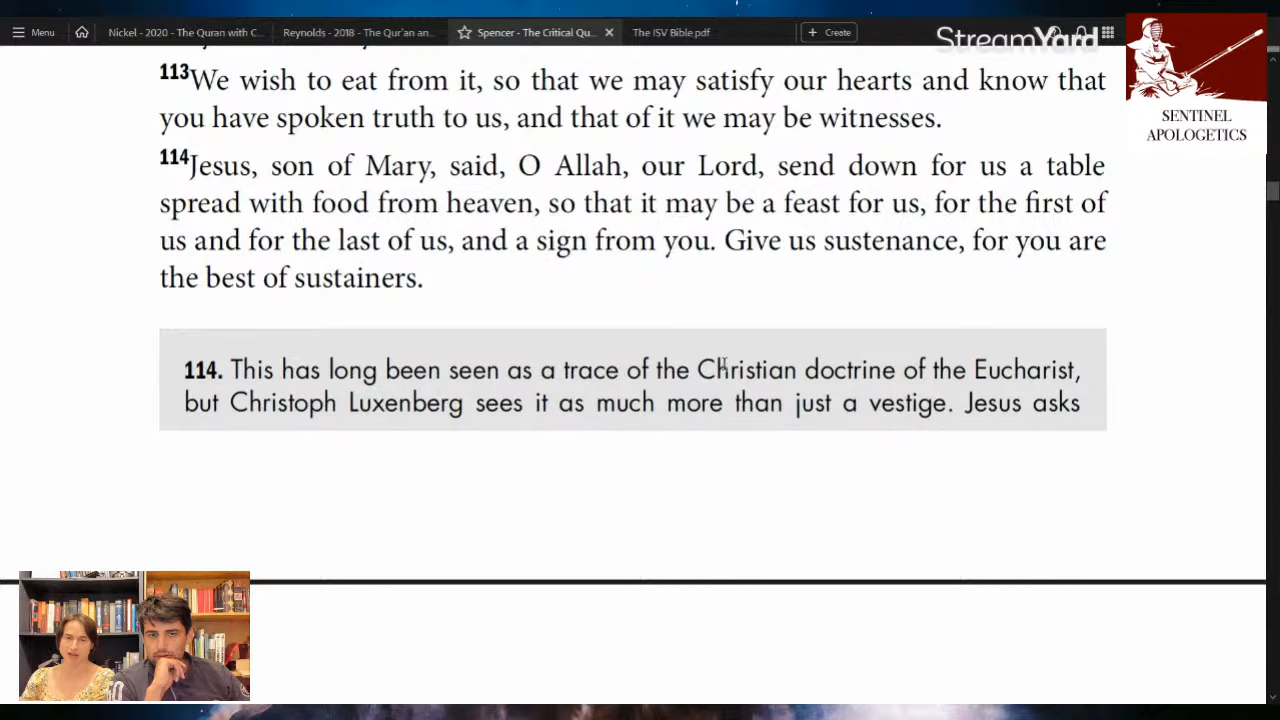 Menu
Nickel - 2020 - The Quran with C...
Reynolds - 2018 - The Qur'an an...
Spencer - The Critical Qu...
The ISV Bible.pdf
Create
StreamYard
SENTINEL
APOLOGETICS
113We wish to eat from it, so that we may satisfy our hearts and know that
you have spoken truth to us, and that of it we may be witnesses.
114Jesus, son of Mary, said, O Allah, our Lord, send down for us a table
spread with food from heaven, so that it may be a feast for us, for the first of
us and for the last of us, and a sign from you. Give us sustenance, for you are
the best of sustainers.
114. This has long been seen as a trace of the Christian doctrine of the Eucharist,
but Christoph Luxenberg sees it as much more than just a vestige. Jesus asks